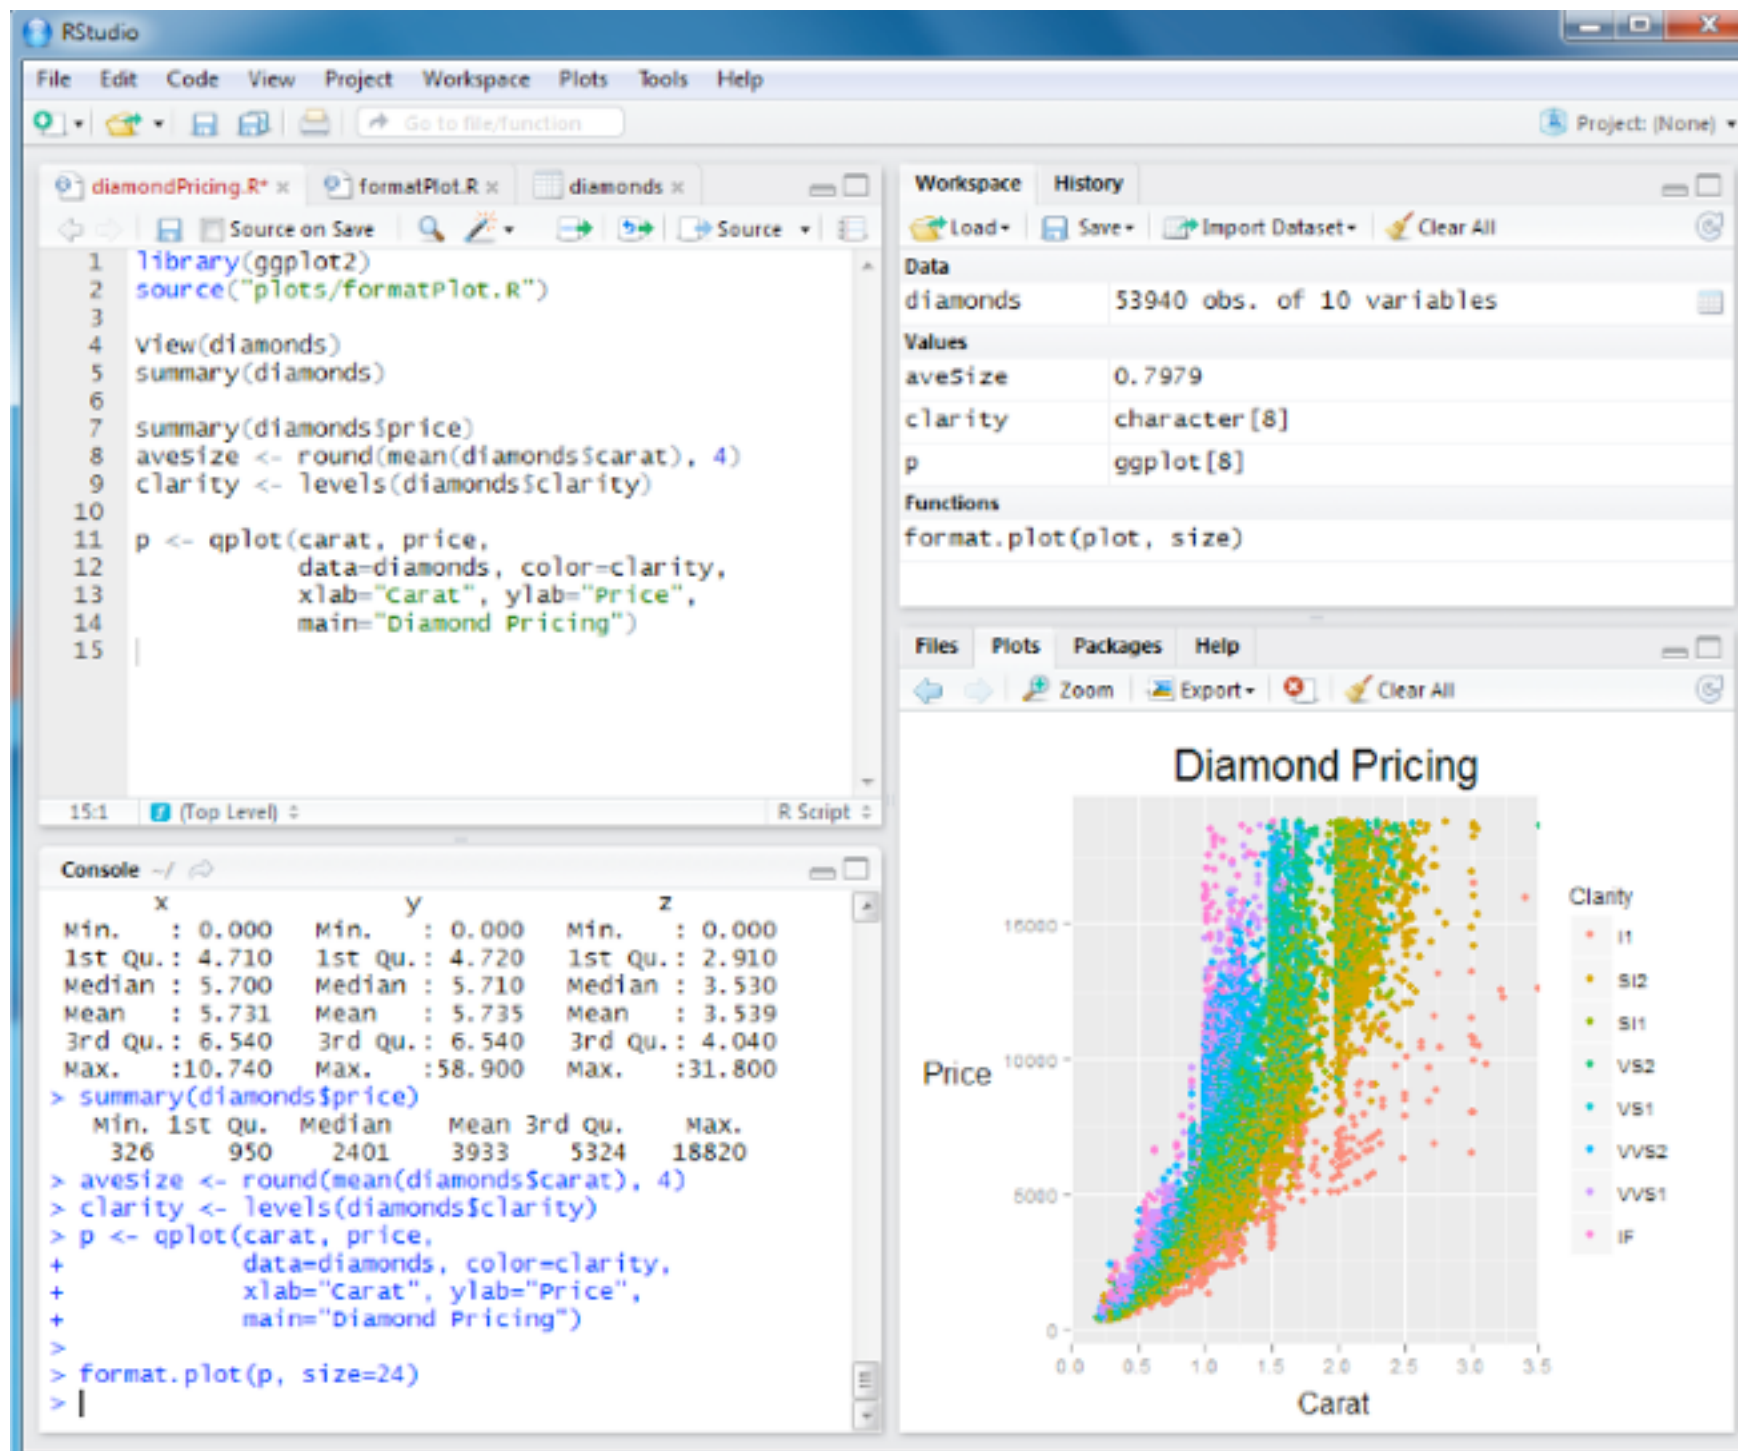 RStudio
File Edit Code View Project Workspace Plots Tools Help
Go to file/function
Project: (None)
diamondPricing.R* formatPlot.R diamonds
Source on Save Source
1 library(ggplot2)
2 source("plots/formatPlot.R")
3
4 View(diamonds)
5 summary(diamonds)
6
7 summary(diamonds$price)
8 aveSize <- round(mean(diamonds$carat), 4)
9 clarity <- levels(diamonds$clarity)
10
11 p <- qplot(carat, price,
12 data=diamonds, color=clarity,
13 xlab="Carat", ylab="Price",
14 main="Diamond Pricing")
15
15:1 (Top Level) R Script
Console ~/
x y z
Min. : 0.000 Min. : 0.000 Min. : 0.000
1st Qu.: 4.710 1st Qu.: 4.720 1st Qu.: 2.910
Median : 5.700 Median : 5.710 Median : 3.530
Mean : 5.731 Mean : 5.735 Mean : 3.539
3rd Qu.: 6.540 3rd Qu.: 6.540 3rd Qu.: 4.040
Max. :10.740 Max. :58.900 Max. :31.800
> summary(diamonds$price)
Min. 1st Qu. Median Mean 3rd Qu. Max.
326 950 2401 3933 5324 18820
> aveSize <- round(mean(diamonds$carat), 4)
> clarity <- levels(diamonds$clarity)
> p <- qplot(carat, price,
+ data=diamonds, color=clarity,
+ xlab="Carat", ylab="Price",
+ main="Diamond Pricing")
>
> format.plot(p, size=24)
>
Workspace History
Load Save Import Dataset Clear All
Data
diamonds 53940 obs. of 10 variables
Values
aveSize 0.7979
clarity character[8]
p ggplot[8]
Functions
format.plot(plot, size)
Files Plots Packages Help
Zoom Export Clear All
Diamond Pricing
Price
15000
10000
5000
0
0.0 0.5 1.0 1.5 2.0 2.5 3.0 3.5
Carat
Clarity
I1
SI2
SI1
VS2
VS1
VVS2
VVS1
IF